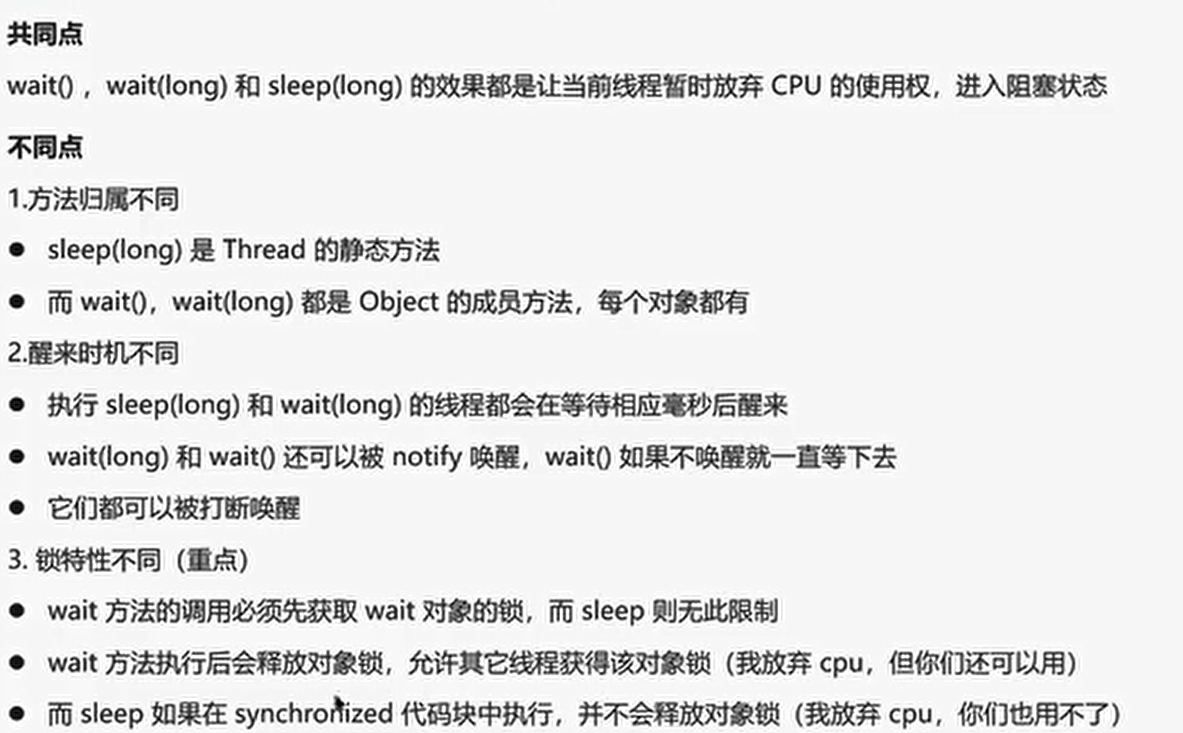 共同点
wait() ，wait(long) 和 sleep(long) 的效果都是让当前线程暂时放弃 CPU 的使用权，进入阻塞状态
不同点
1.方法归属不同
● sleep(long) 是 Thread 的静态方法
● 而 wait()，wait(long) 都是 Object 的成员方法，每个对象都有
2.醒来时机不同
● 执行 sleep(long) 和 wait(long) 的线程都会在等待相应毫秒后醒来
● wait(long) 和 wait() 还可以被 notify 唤醒，wait() 如果不唤醒就一直等下去
● 它们都可以被打断唤醒
3. 锁特性不同（重点）
● wait 方法的调用必须先获取 wait 对象的锁，而 sleep 则无此限制
● wait 方法执行后会释放对象锁，允许其它线程获得该对象锁（我放弃 cpu，但你们还可以用）
● 而 sleep 如果在 synchronized 代码块中执行，并不会释放对象锁（我放弃 cpu，你们也用不了）